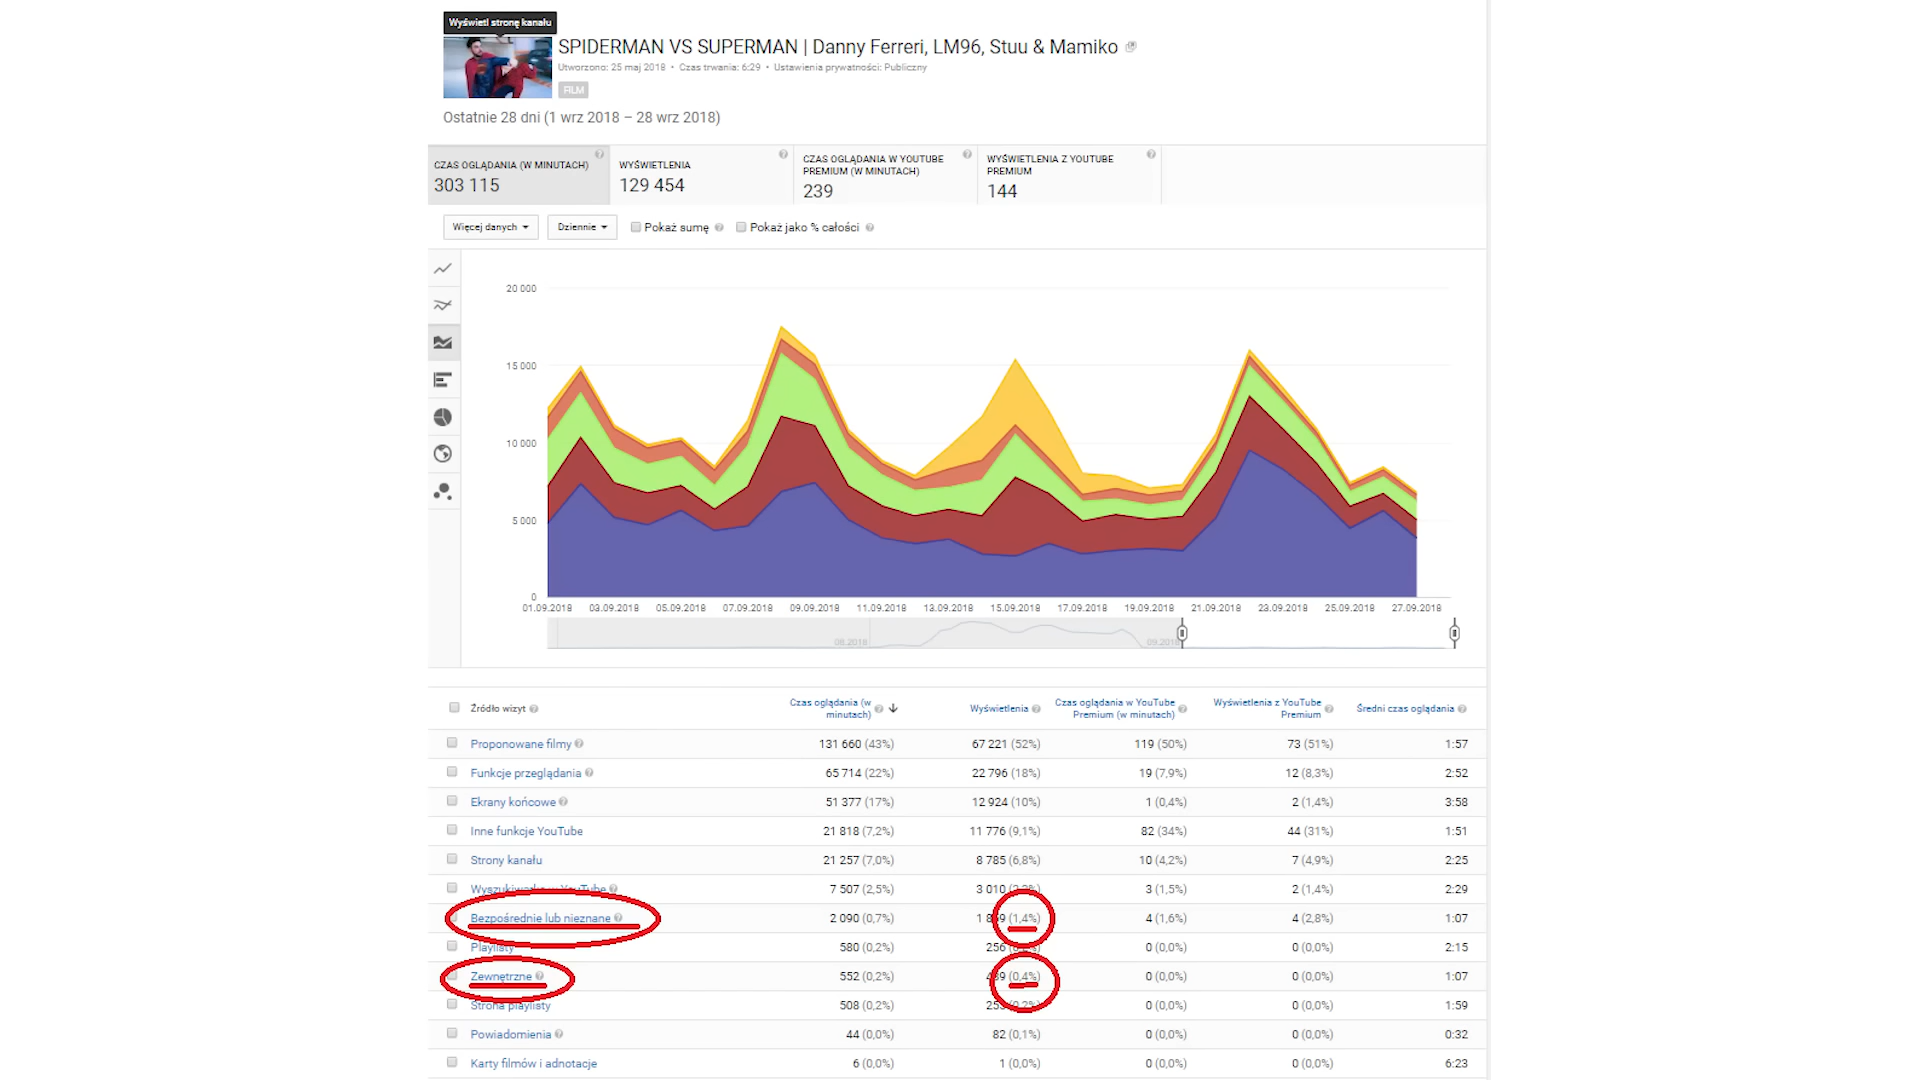 Wyświetl stronę kanału
SPIDERMAN VS SUPERMAN | Danny Ferreri, LM96, Stuu & Mamiko
Utworzono: 25 maj 2018 • Czas trwania: 6:29 • Ustawienia prywatności: Publiczny
FILM
Ostatnie 28 dni (1 wrz 2018 – 28 wrz 2018)
CZAS OGLĄDANIA (W MINUTACH)
303 115
WYŚWIETLENIA
129 454
CZAS OGLĄDANIA W YOUTUBE
PREMIUM (W MINUTACH)
239
WYŚWIETLENIA Z YOUTUBE
PREMIUM
144
Więcej danych Dziennie Pokaż sumę Pokaż jako % całości
20 000
15 000
10 000
5 000
0
01.09.2018 03.09.2018 05.09.2018 07.09.2018 09.09.2018 11.09.2018 13.09.2018 15.09.2018 17.09.2018 19.09.2018 21.09.2018 23.09.2018 25.09.2018 27.09.2018
08.2018 09.2018
Źródło wizyt
Czas oglądania (w
minutach)
Wyświetlenia
Czas oglądania w YouTube
Premium (w minutach)
Wyświetlenia z YouTube
Premium
Średni czas oglądania
Proponowane filmy 131 660 (43%) 67 221 (52%) 119 (50%) 73 (51%) 1:57
Funkcje przeglądania 65 714 (22%) 22 796 (18%) 19 (7,9%) 12 (8,3%) 2:52
Ekrany końcowe 51 377 (17%) 12 924 (10%) 1 (0,4%) 2 (1,4%) 3:58
Inne funkcje YouTube 21 818 (7,2%) 11 776 (9,1%) 82 (34%) 44 (31%) 1:51
Strony kanału 21 257 (7,0%) 8 785 (6,8%) 10 (4,2%) 7 (4,9%) 2:25
Wyszukiwarka w YouTube 7 507 (2,5%) 3 010 3 (1,5%) 2 (1,4%) 2:29
Bezpośrednie lub nieznane 2 090 (0,7%) (1,4%) 4 (1,6%) 4 (2,8%) 1:07
Playlisty 580 (0,2%) 256 0 (0,0%) 0 (0,0%) 2:15
Zewnętrzne 552 (0,2%) (0,4%) 0 (0,0%) 0 (0,0%) 1:07
Strona playlisty 508 (0,2%) (0,2%) 0 (0,0%) 0 (0,0%) 1:59
Powiadomienia 44 (0,0%) 82 (0,1%) 0 (0,0%) 0 (0,0%) 0:32
Karty filmów i adnotacje 6 (0,0%) 1 (0,0%) 0 (0,0%) 0 (0,0%) 6:23